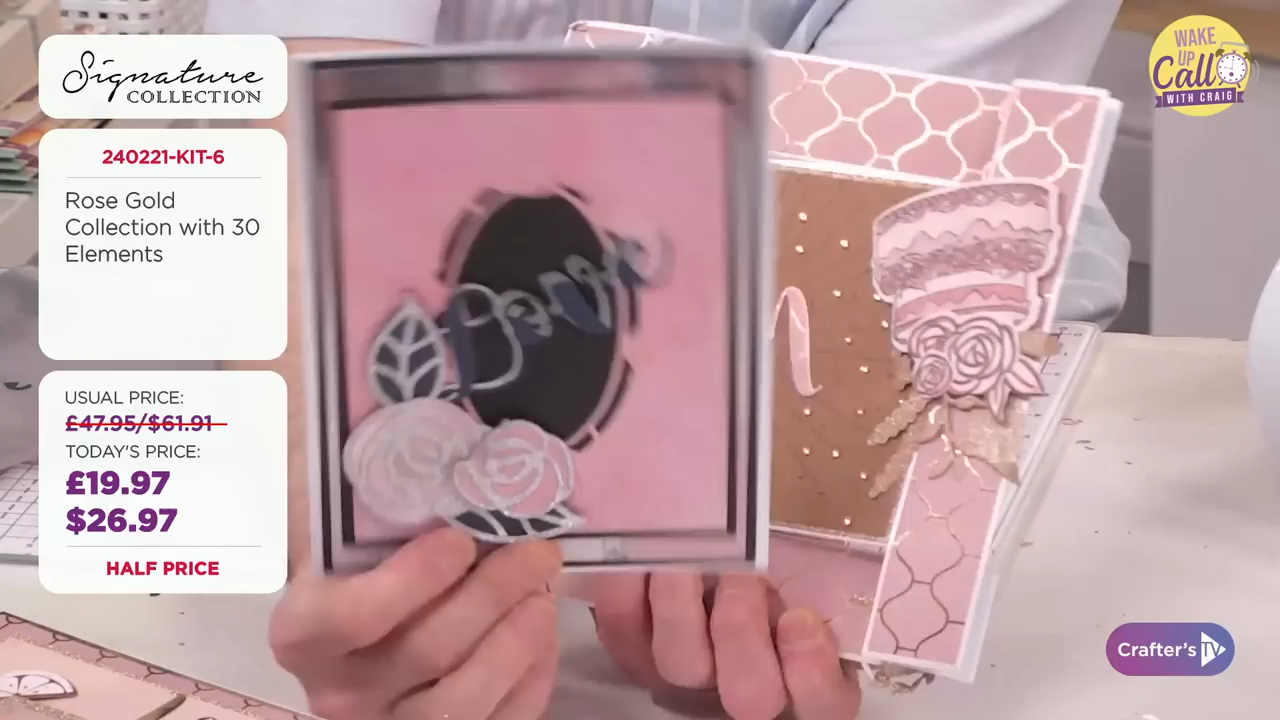 Signature
COLLECTION
240221-KIT-6
Rose Gold
Collection with 30
Elements
USUAL PRICE:
£47.95/$61.91
TODAY'S PRICE:
£19.97
$26.97
HALF PRICE
WAKE
UP
Call
WITH CRAIG
Crafter's TV